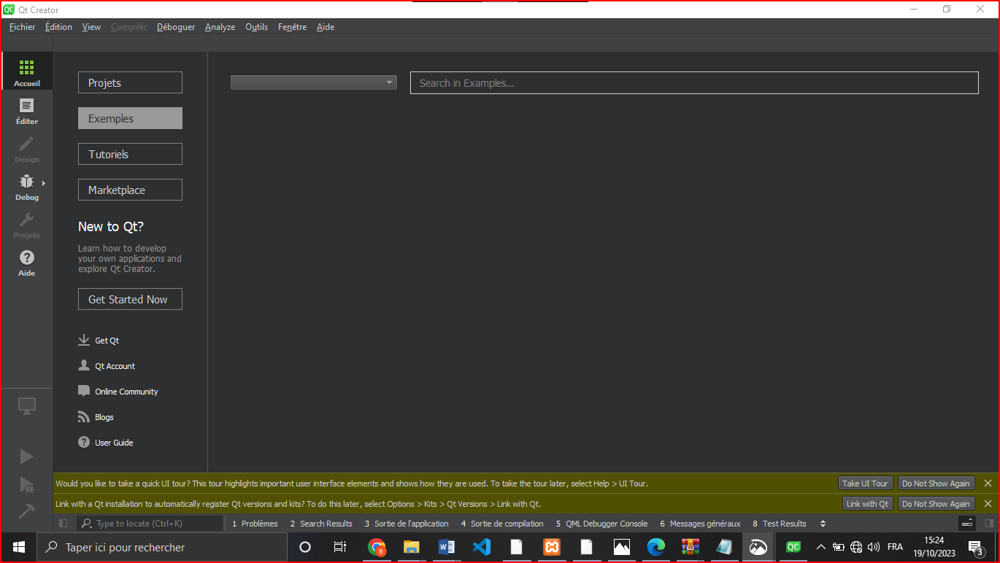 QC Qt Creator
Fichier Édition View Compiler Déboguer Analyze Outils Fenêtre Aide
Accueil
Éditer
Design
Debug
Projets
Aide
Projets
Exemples
Tutoriels
Marketplace
New to Qt?
Learn how to develop
your own applications and
explore Qt Creator.
Get Started Now
Get Qt
Qt Account
Online Community
Blogs
User Guide
Search in Examples...
Would you like to take a quick UI tour? This tour highlights important user interface elements and shows how they are used. To take the tour later, select Help > UI Tour. Take UI Tour Do Not Show Again
Link with a Qt installation to automatically register Qt versions and kits? To do this later, select Options > Kits > Qt Versions > Link with Qt. Link with Qt Do Not Show Again
Type to locate (Ctrl+K) 1 Problèmes 2 Search Results 3 Sortie de l'application 4 Sortie de compilation 5 QML Debugger Console 6 Messages généraux 8 Test Results
Taper ici pour rechercher B W QC FRA 15:24
19/10/2023 3